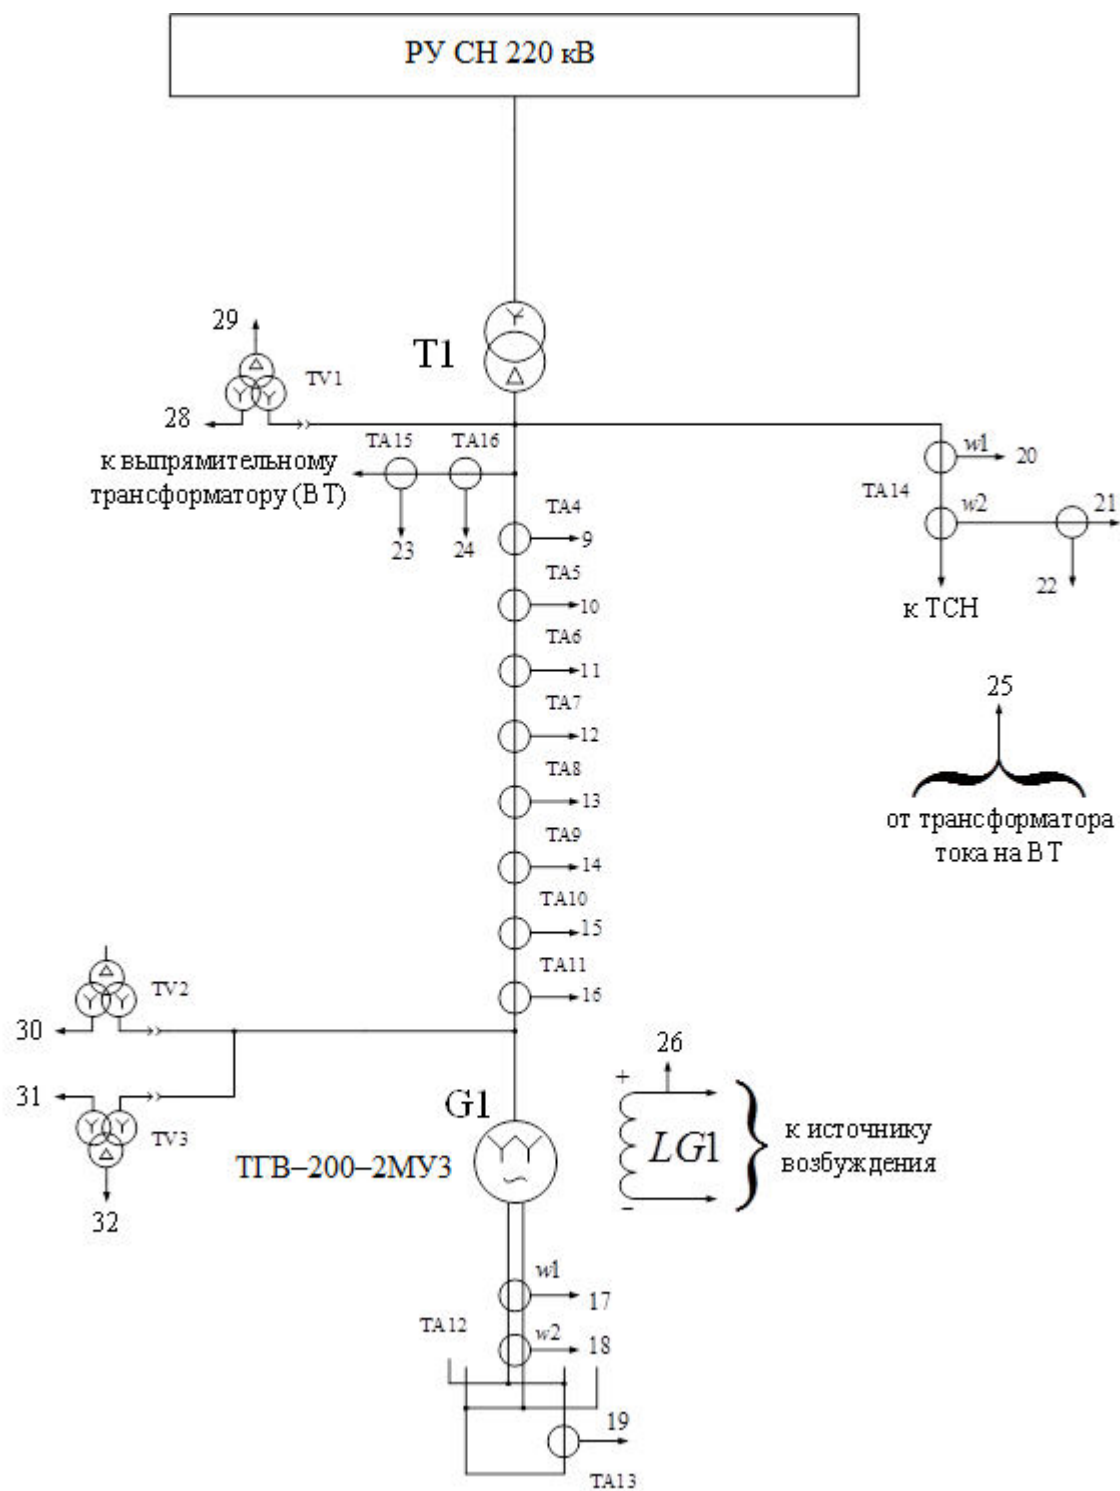 РУ СН 220 кВ
29
T1
TV1
28
TA15
TA16
w1
20
к выпрямительному
трансформатору (ВТ)
TA14
w2
21
TA4
9
23
24
22
TA5
10
к ТСН
TA6
11
TA7
12
25
TA8
13
от трансформатора
тока на ВТ
TA9
14
TA10
15
TA11
16
TV2
30
26
31
G1
+
LG1
−
к источнику
возбуждения
TV3
ТГВ–200–2МУ3
32
w1
17
TA12
w2
18
19
TA13